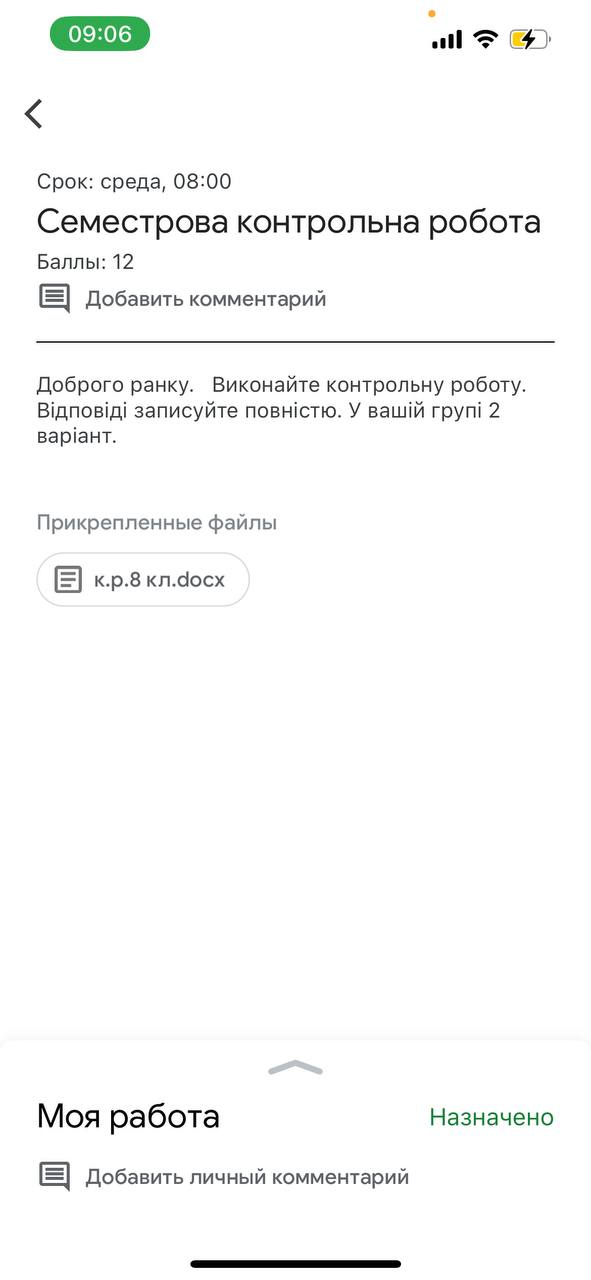 09:06
Срок: среда, 08:00
Семестрова контрольна робота
Баллы: 12
Добавить комментарий
Доброго ранку.   Виконайте контрольну роботу.
Відповіді записуйте повністю. У вашій групі 2
варіант.
Прикрепленные файлы
к.р.8 кл.docx
Моя работа
Назначено
Добавить личный комментарий